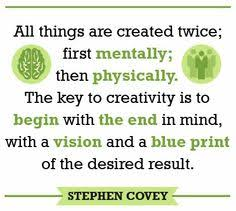 All things are created twice;
first mentally;
then physically.
The key to creativity is to
begin with the end in mind,
with a vision and a blue print
of the desired result.
STEPHEN COVEY